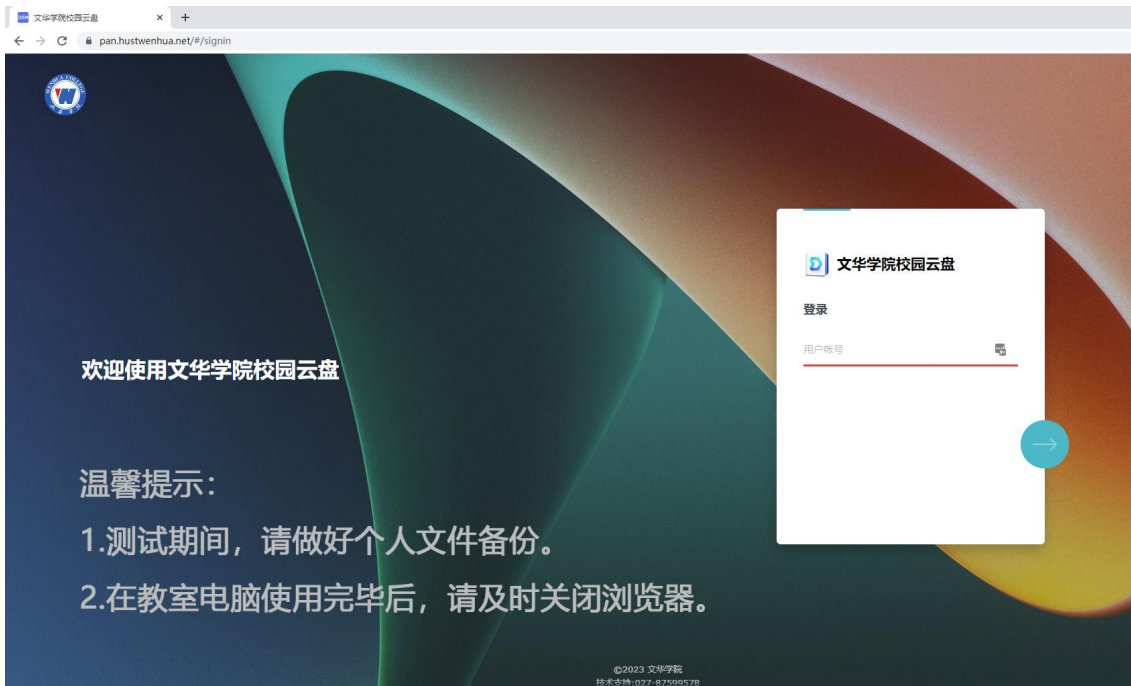 文华学院校园云盘
pan.hustwenhua.net/#/signin
WENHUA COLLEGE
文华学院校园云盘
登录
用户帐号
欢迎使用文华学院校园云盘
温馨提示：
1.测试期间，请做好个人文件备份。
2.在教室电脑使用完毕后，请及时关闭浏览器。
©2023 文华学院
技术支持:027-87599578